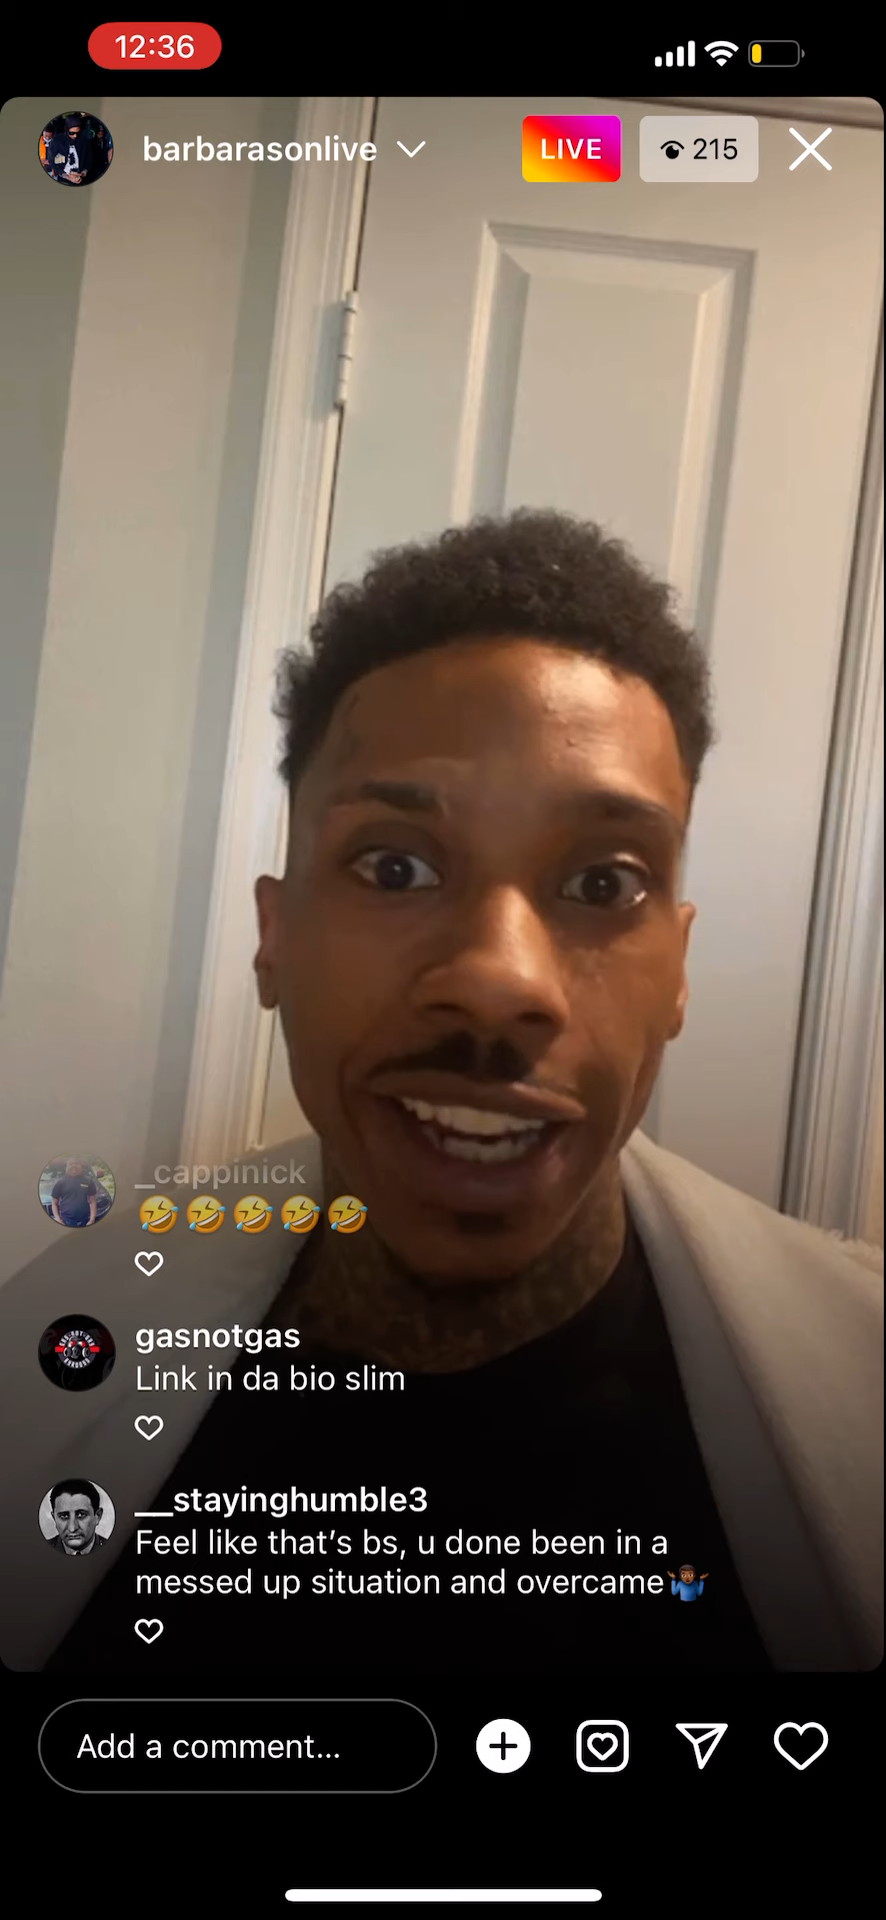 12:36
barbarasonlive
LIVE
215
_cappinick
🤣🤣🤣🤣🤣
gasnotgas
Link in da bio slim
__stayinghumble3
Feel like that’s bs, u done been in a
messed up situation and overcame🤷🏾‍♂️
Add a comment...